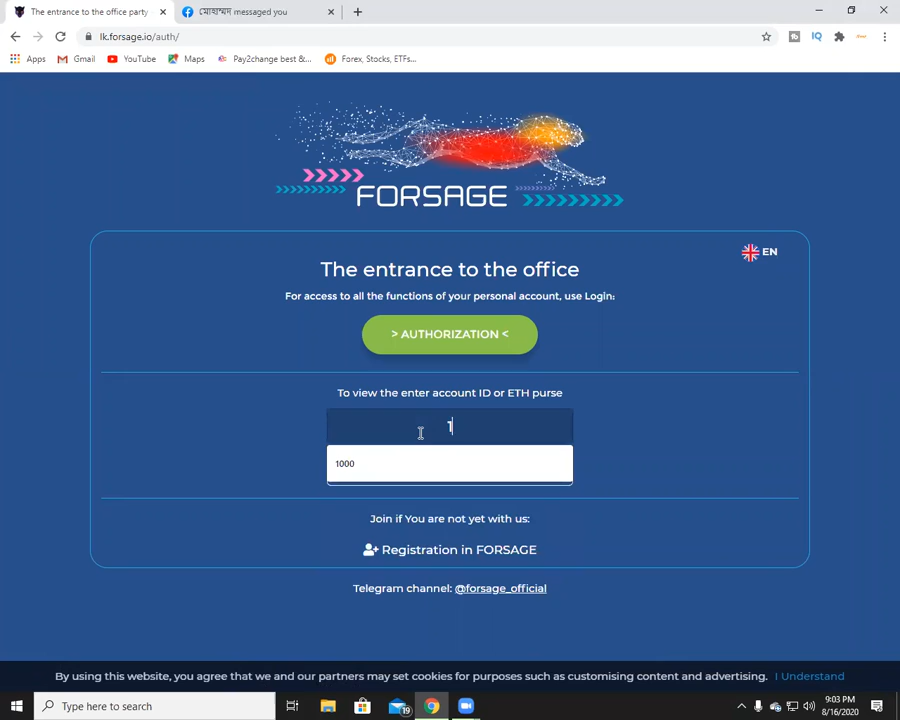 The entrance to the office party
মোহাম্মদ messaged you
lk.forsage.io/auth/
Apps
Gmail
YouTube
Maps
Pay2change best &...
Forex, Stocks, ETFs...
FORSAGE
EN
The entrance to the office
For access to all the functions of your personal account, use Login:
> AUTHORIZATION <
To view the enter account ID or ETH purse
1
1000
Join if You are not yet with us:
Registration in FORSAGE
Telegram channel: @forsage_official
By using this website, you agree that we and our partners may set cookies for purposes such as customising content and advertising. I Understand
Type here to search
19
9:03 PM
8/16/2020